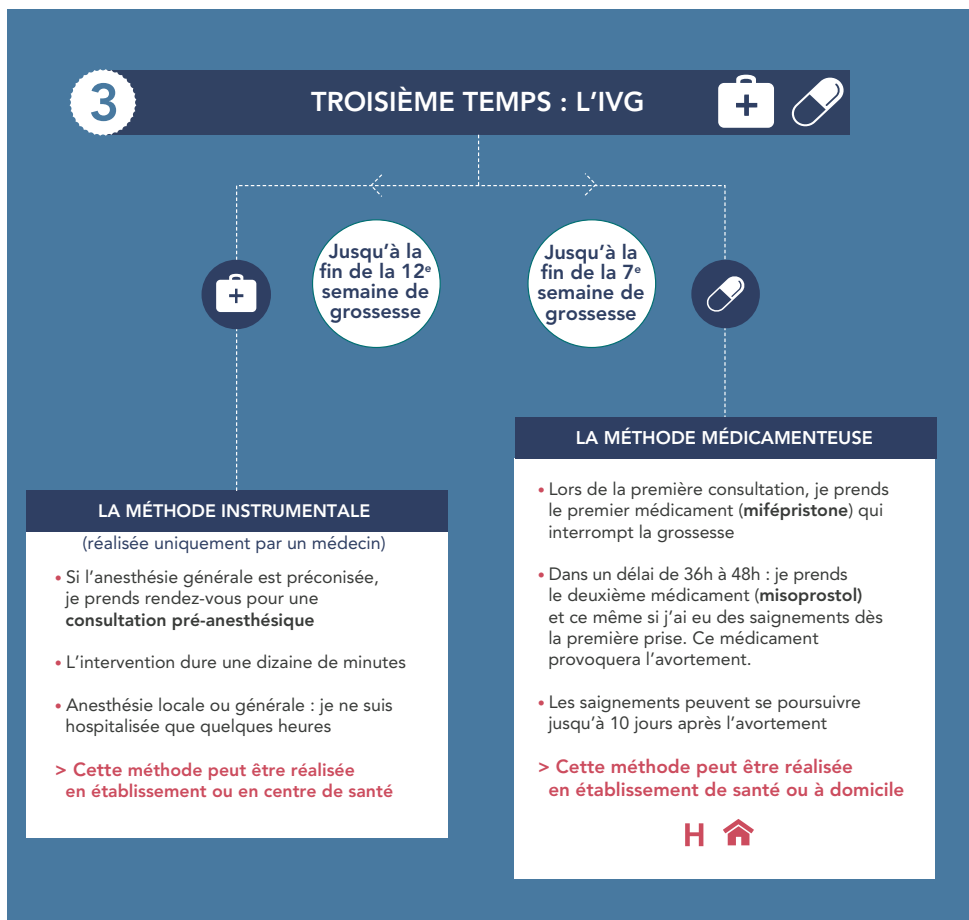 3
TROISIÈME TEMPS : L’IVG
Jusqu’à la
fin de la 12e
semaine de
grossesse
Jusqu’à la
fin de la 7e
semaine de
grossesse
LA MÉTHODE INSTRUMENTALE
(réalisée uniquement par un médecin)
• Si l’anesthésie générale est préconisée,
je prends rendez-vous pour une
consultation pré-anesthésique
• L’intervention dure une dizaine de minutes
• Anesthésie locale ou générale : je ne suis
hospitalisée que quelques heures
> Cette méthode peut être réalisée
en établissement ou en centre de santé
LA MÉTHODE MÉDICAMENTEUSE
• Lors de la première consultation, je prends
le premier médicament (mifépristone) qui
interrompt la grossesse
• Dans un délai de 36h à 48h : je prends
le deuxième médicament (misoprostol)
et ce même si j’ai eu des saignements dès
la première prise. Ce médicament
provoquera l’avortement.
• Les saignements peuvent se poursuivre
jusqu’à 10 jours après l’avortement
> Cette méthode peut être réalisée
en établissement de santé ou à domicile
H